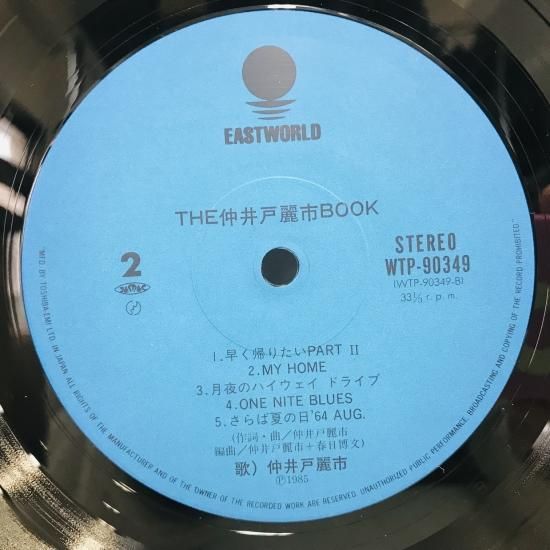 EASTWORLD
THE仲井戸麗市BOOK
2
STEREO
WTP-90349
(WTP-90349-B)
33⅓ r. p. m.
1.早く帰りたいPART II
2.MY HOME
3.月夜のハイウェイ ドライブ
4.ONE NITE BLUES
5.さらば夏の日'64 AUG.
(作詞・曲／仲井戸麗市
編曲／仲井戸麗市＋春日博文)
歌) 仲井戸麗市
Ⓟ1985
"MFD. BY TOSHIBA-EMI LTD. IN JAPAN. ALL RIGHTS OF THE MANUFACTURER AND OF THE OWNER OF THE RECORDED WORK ARE RESERVED. UNAUTHORIZED PUBLIC PERFORMANCE, BROADCASTING AND COPYING OF THE RECORD PROHIBITED"